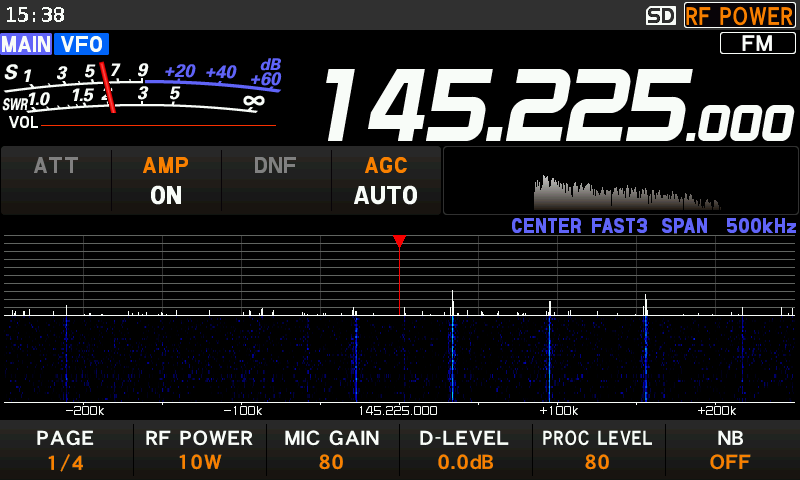 15:38 SD RF POWER
MAIN VFO FM
S 1 3 5 7 9 +20 +40 +60 dB
SWR 1.0 1.5 2 3 5 ∞
VOL
145.225.000
ATT AMP DNF AGC
ON AUTO
CENTER FAST3 SPAN 500kHz
-200k -100k 145.225.000 +100k +200k
PAGE RF POWER MIC GAIN D-LEVEL PROC LEVEL NB
1/4 10W 80 0.0dB 80 OFF